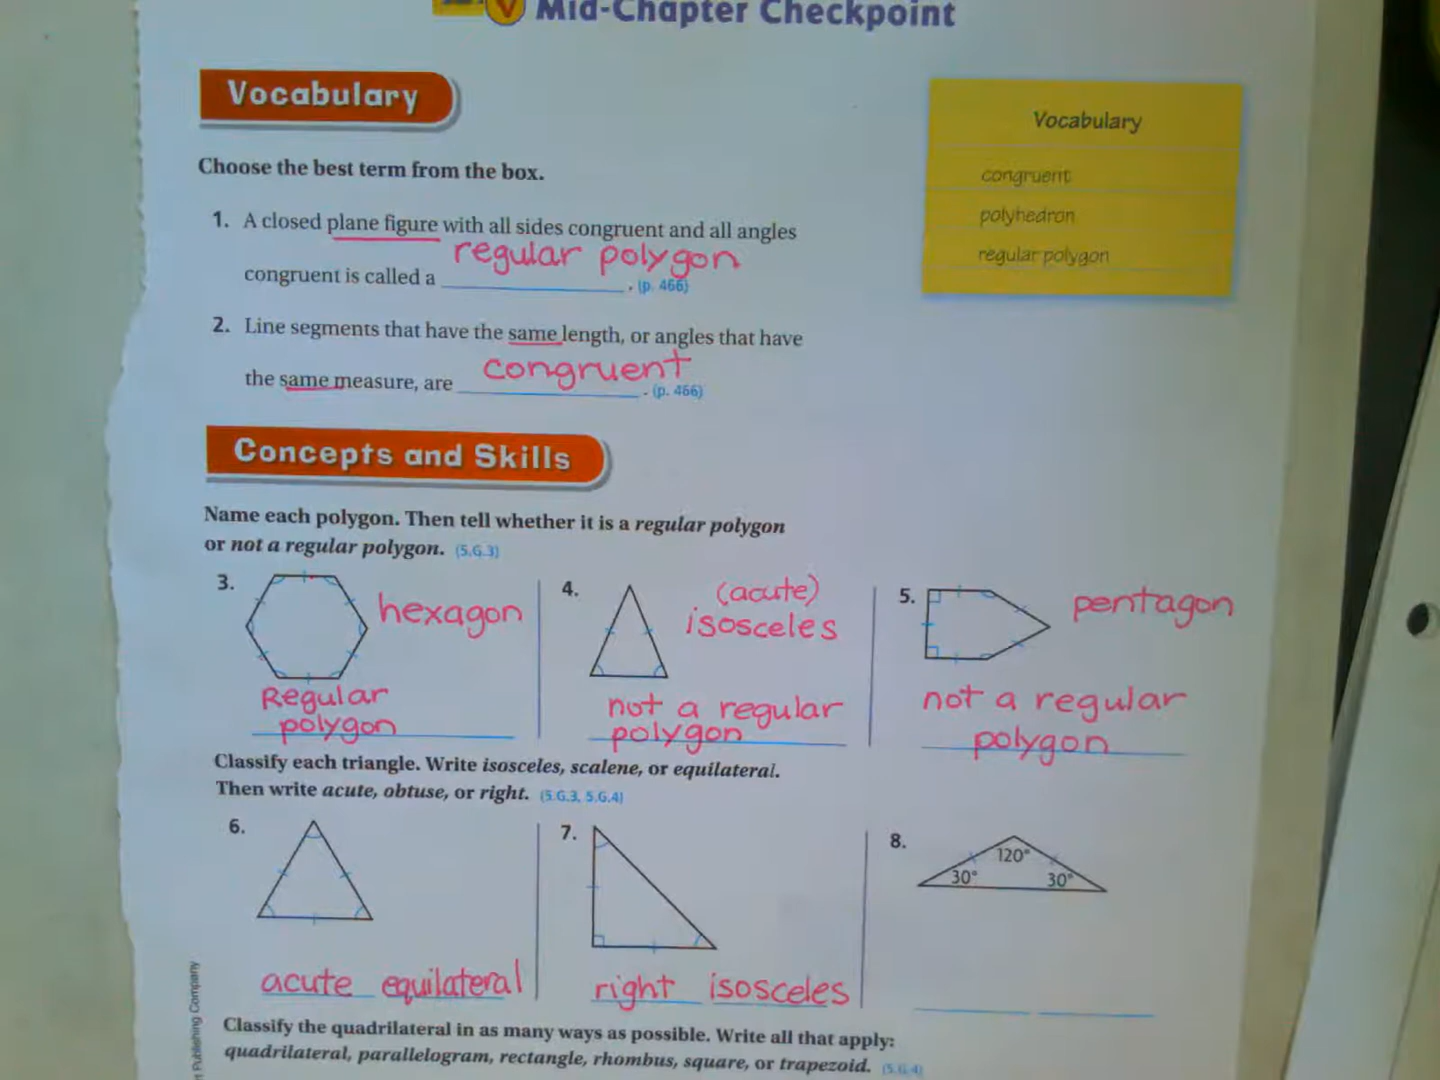 Mid-Chapter Checkpoint
Vocabulary
Choose the best term from the box.
Vocabulary
congruent
polyhedron
regular polygon
1. A closed plane figure with all sides congruent and all angles
regular polygon
congruent is called a ____________. (p. 466)
2. Line segments that have the same length, or angles that have
congruent
the same measure, are ____________. (p. 466)
Concepts and Skills
Name each polygon. Then tell whether it is a regular polygon
or not a regular polygon. (5.G.3)
3.
hexagon
Regular
polygon
4.
(acute)
isosceles
not a regular
polygon
5.
pentagon
not a regular
polygon
Classify each triangle. Write isosceles, scalene, or equilateral.
Then write acute, obtuse, or right. (5.G.3, 5.G.4)
6.
acute equilateral
7.
right isosceles
8.
120°
30° 30°
Classify the quadrilateral in as many ways as possible. Write all that apply:
quadrilateral, parallelogram, rectangle, rhombus, square, or trapezoid. (5.G.4)
Publishing Company